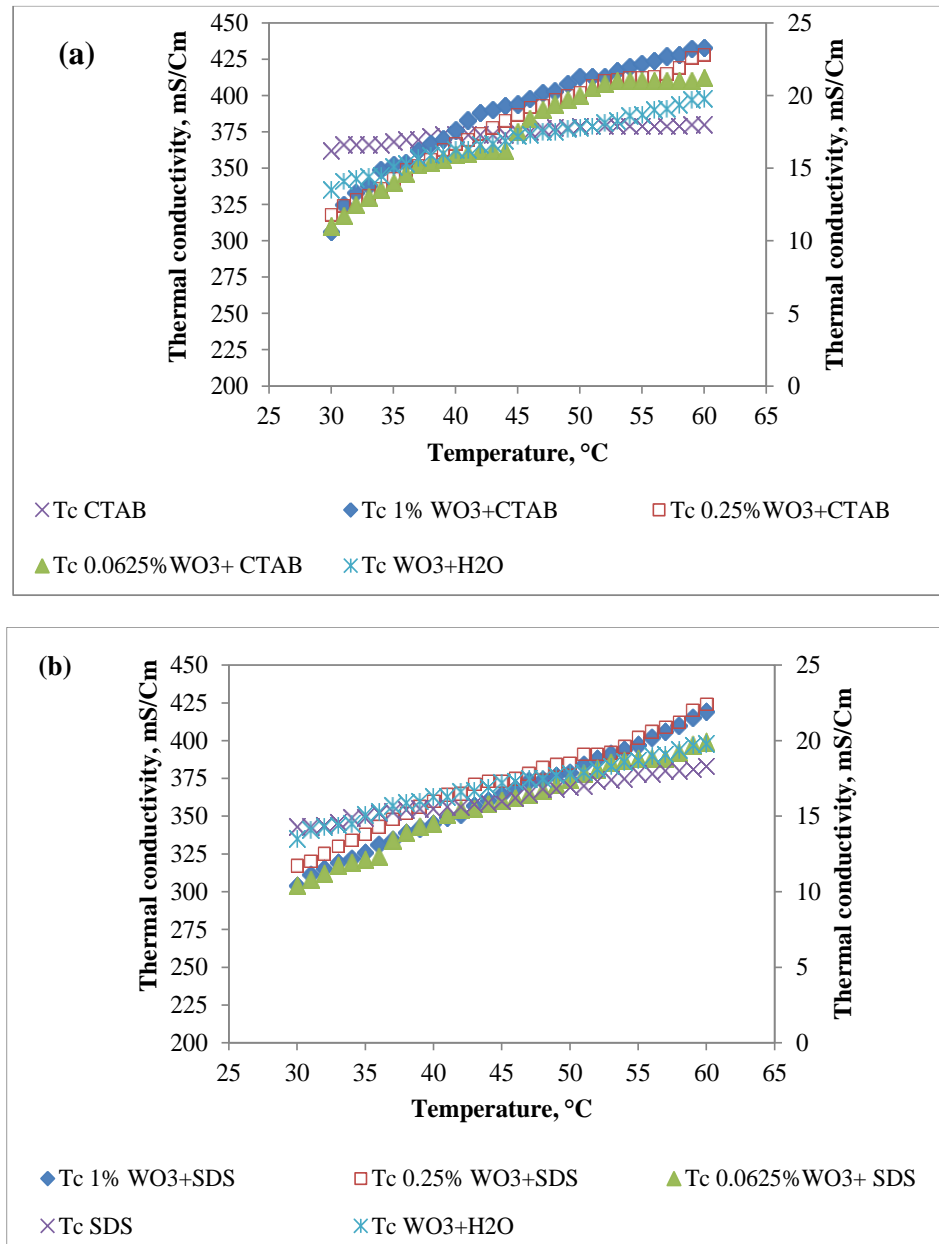 (a)
Thermal conductivity, mS/Cm
450
425
400
375
350
325
300
275
250
225
200
25
20
15
10
5
0
Thermal conductivity, mS/Cm
25 30 35 40 45 50 55 60 65
Temperature, °C
Tc CTAB Tc 1% WO3+CTAB Tc 0.25%WO3+CTAB
Tc 0.0625%WO3+ CTAB Tc WO3+H2O
(b)
Thermal conductivity, mS/Cm
450
425
400
375
350
325
300
275
250
225
200
25
20
15
10
5
0
Thermal conductivity, mS/Cm
25 30 35 40 45 50 55 60 65
Temperature, °C
Tc 1% WO3+SDS Tc 0.25% WO3+SDS Tc 0.0625%WO3+ SDS
Tc SDS Tc WO3+H2O